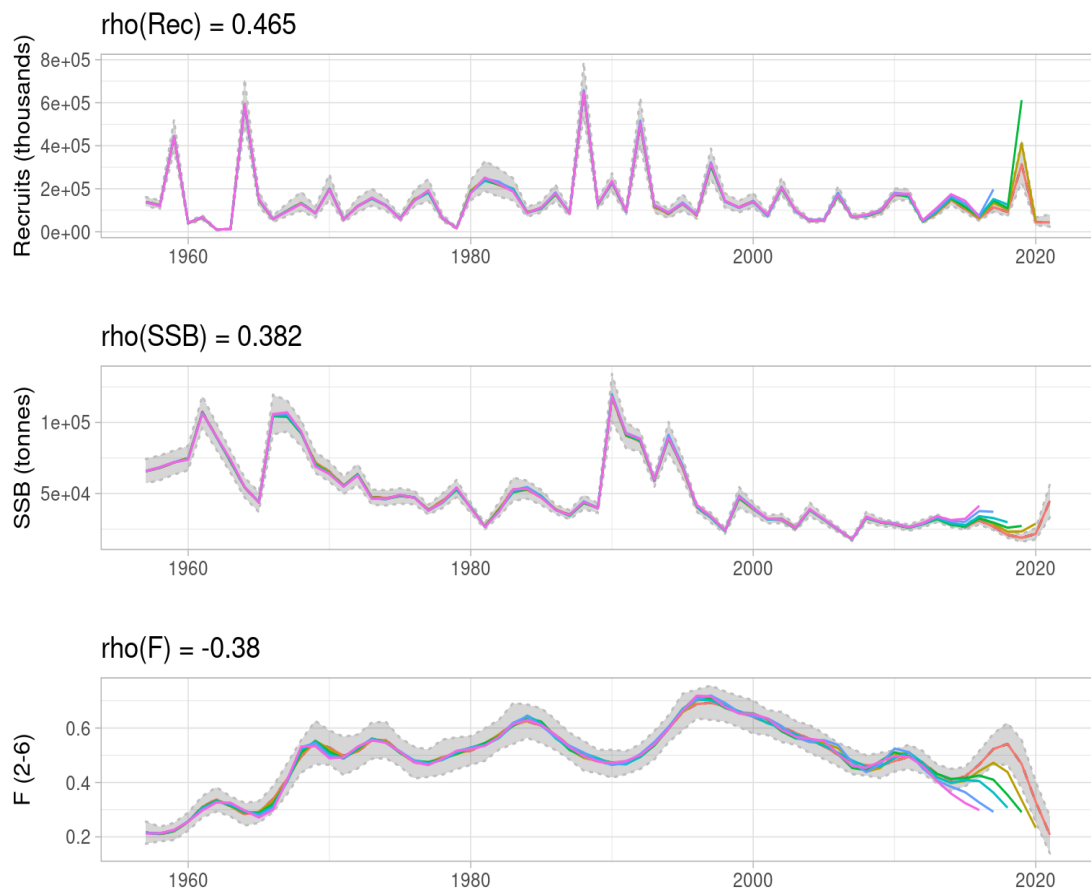 rho(Rec) = 0.465
Recruits (thousands)
8e+05
6e+05
4e+05
2e+05
0e+00
1960 1980 2000 2020
rho(SSB) = 0.382
SSB (tonnes)
1e+05
5e+04
1960 1980 2000 2020
rho(F) = -0.38
F (2-6)
0.6
0.4
0.2
1960 1980 2000 2020